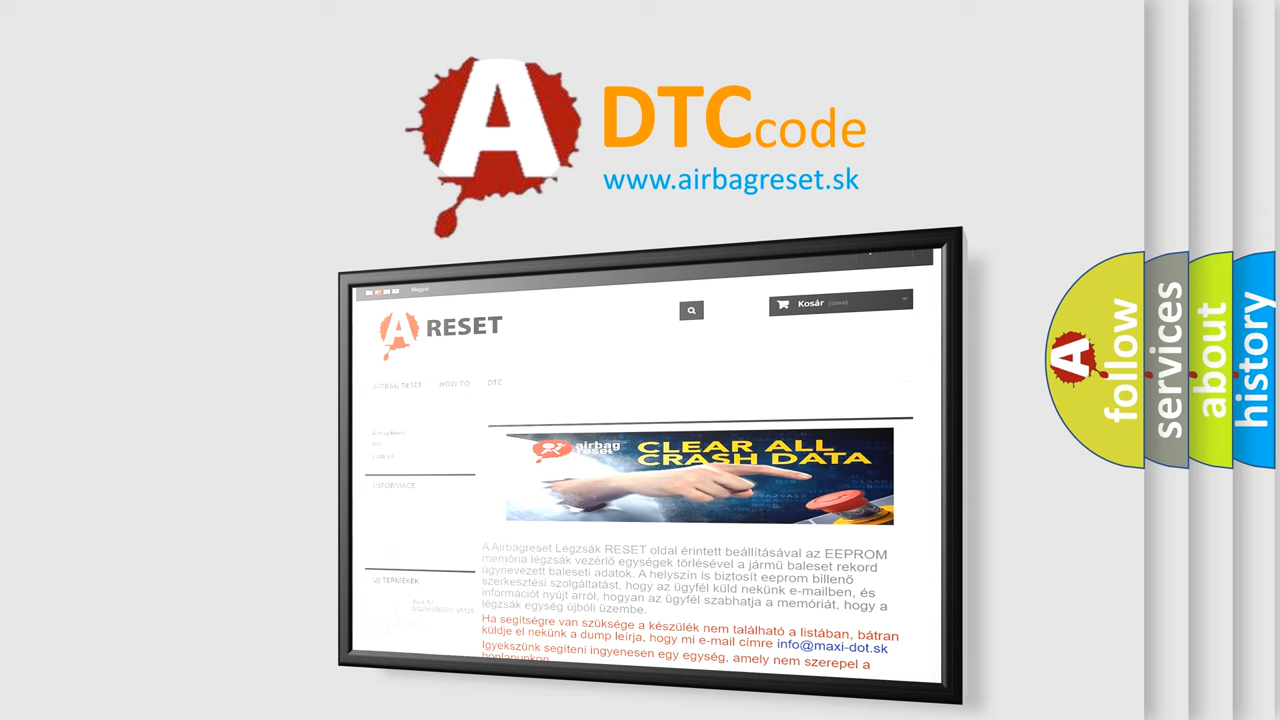 A DTC code
www.airbagreset.sk
Magyar
A RESET
Kosár (üres)
AIRBAG RESET HOW TO DTC
INFORMACE
airbag
reset
CLEAR ALL
CRASH DATA
A Airbagreset Légzsák RESET oldal érintett beállításával az EEPROM
memória légzsák vezérlő egységek törlésével a jármű baleset rekord
úgynevezett baleseti adatok. A helyszín is biztosít eeprom billenő
szerkesztési szolgáltatást, hogy az ügyfél küld nekünk e-mailben, és
információt nyújt arról, hogyan az ügyfél szabhatja a memóriát, hogy a
légzsák egység újbóli üzembe.
Ha segítségre van szüksége a készülék nem található a listában, bátran
küldje el nekünk a dump leírja, hogy mi e-mail címre info@maxi-dot.sk
Igyekszünk segíteni ingyenesen egy egység, amely nem szerepel a
honlapunkon
ÚJ TERMÉKEK
A follow
services
about
history